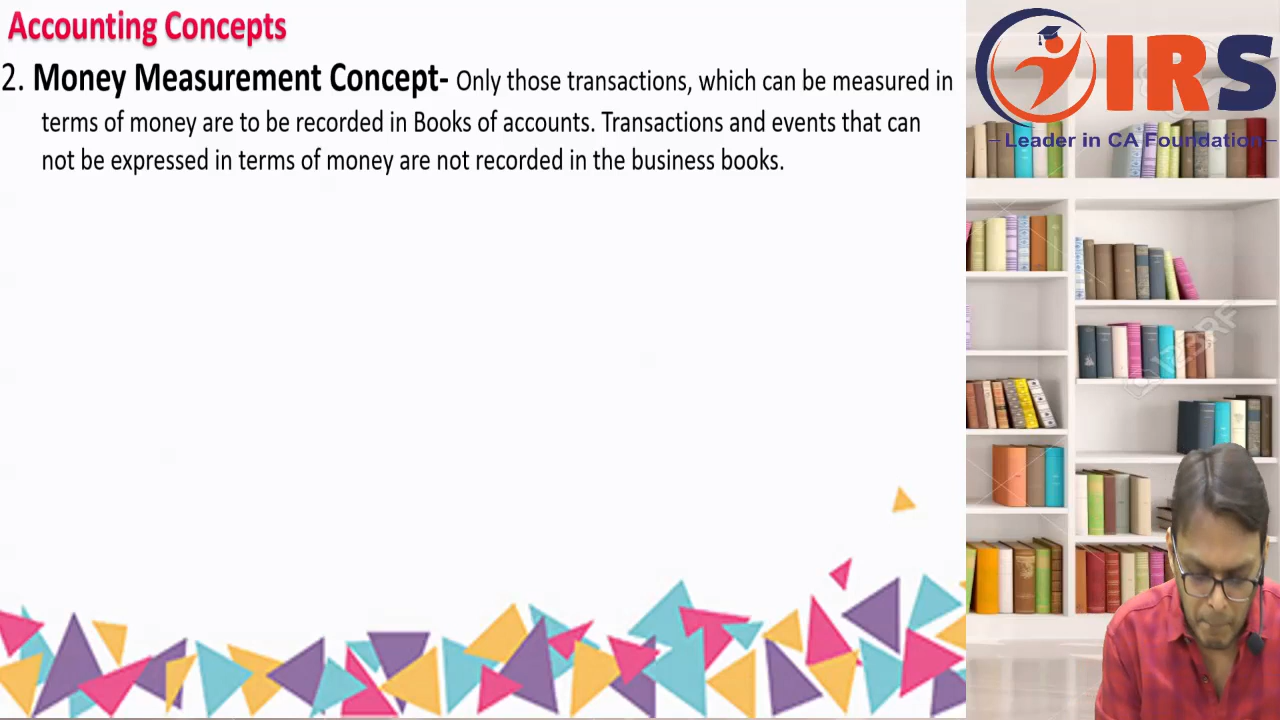 Accounting Concepts
2. Money Measurement Concept- Only those transactions, which can be measured in
terms of money are to be recorded in Books of accounts. Transactions and events that can
not be expressed in terms of money are not recorded in the business books.
IRS
-Leader in CA Foundation-
123RF